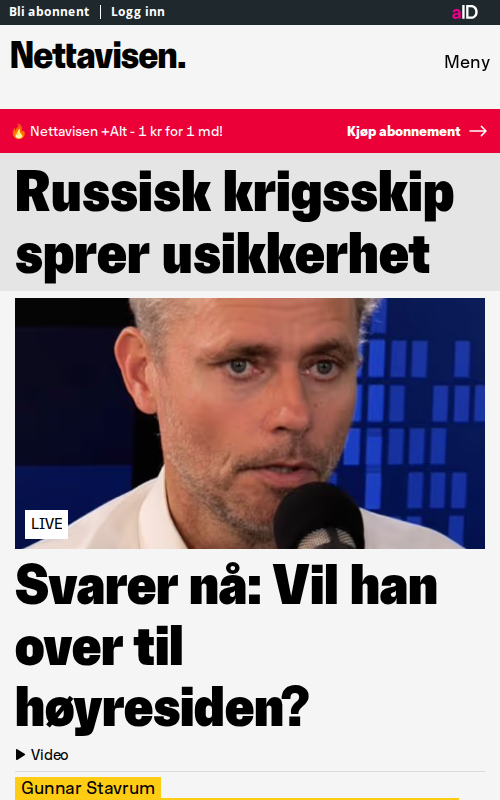 Bli abonnent | Logg inn
aID
Nettavisen.
Meny
🔥 Nettavisen +Alt - 1 kr for 1 md!
Kjøp abonnement →
Russisk krigsskip
sprer usikkerhet
LIVE
Svarer nå: Vil han
over til
høyresiden?
Video
Gunnar Stavrum